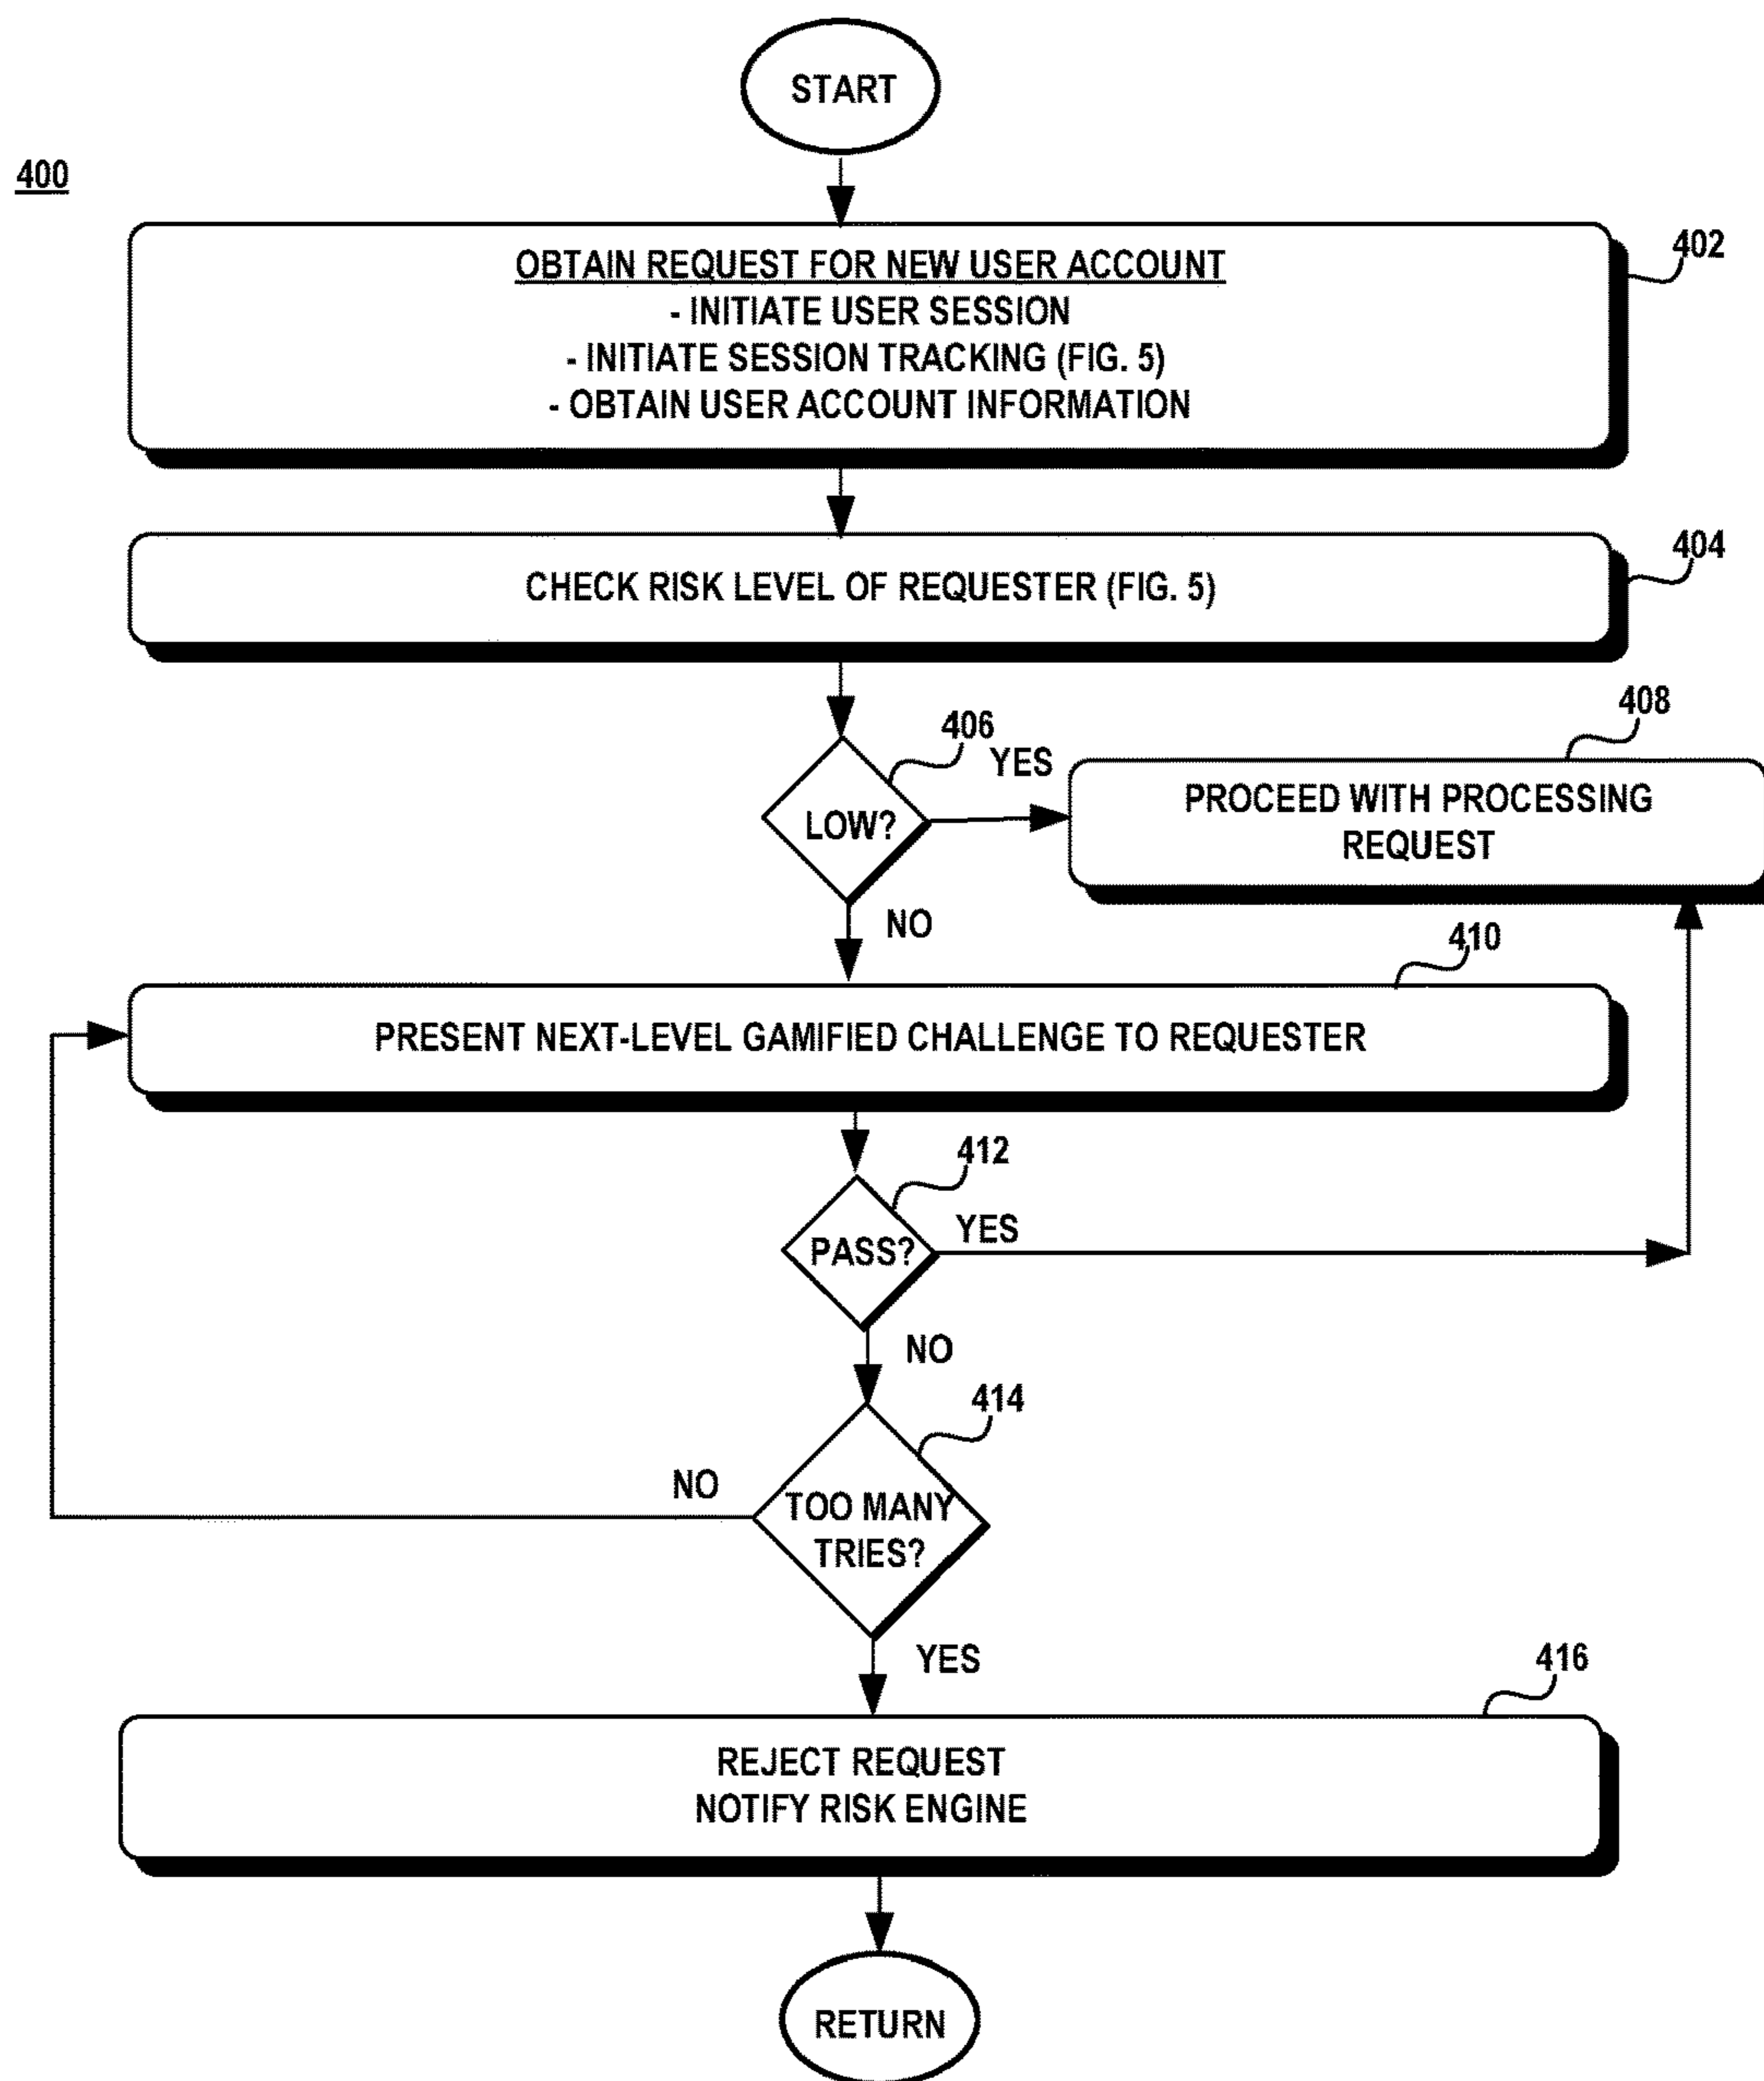 START
400
OBTAIN REQUEST FOR NEW USER ACCOUNT
- INITIATE USER SESSION
- INITIATE SESSION TRACKING (FIG. 5)
- OBTAIN USER ACCOUNT INFORMATION
402
CHECK RISK LEVEL OF REQUESTER (FIG. 5)
404
406
LOW?
YES
408
PROCEED WITH PROCESSING
REQUEST
NO
410
PRESENT NEXT-LEVEL GAMIFIED CHALLENGE TO REQUESTER
412
PASS?
YES
NO
414
TOO MANY
TRIES?
NO
YES
416
REJECT REQUEST
NOTIFY RISK ENGINE
RETURN